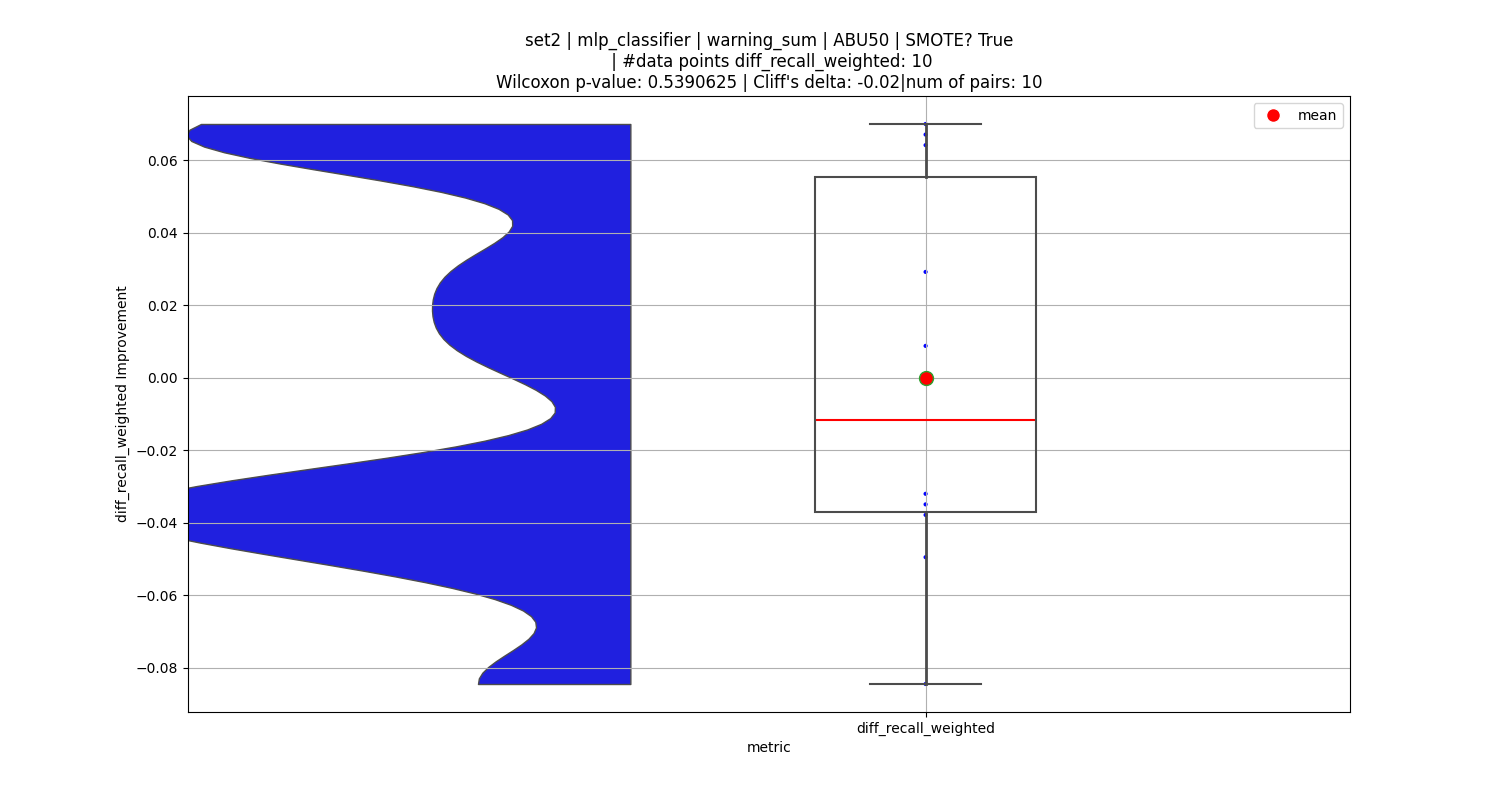 set2 | mlp_classifier | warning_sum | ABU50 | SMOTE? True
| #data points diff_recall_weighted: 10
Wilcoxon p-value: 0.5390625 | Cliff's delta: -0.02|num of pairs: 10
mean
0.06
0.04
0.02
0.00
−0.02
−0.04
−0.06
−0.08
diff_recall_weighted Improvement
diff_recall_weighted
metric